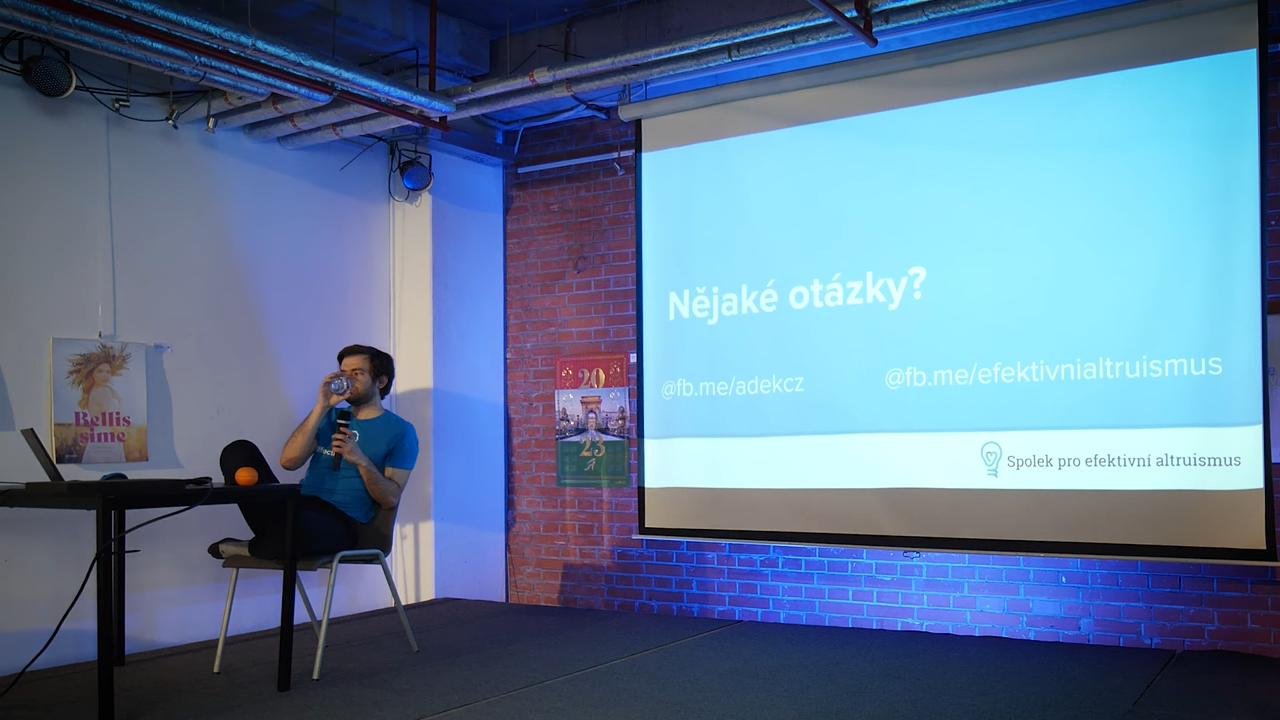 Nějaké otázky?
@fb.me/adekcz
@fb.me/efektivnialtruismus
Spolek pro efektivní altruismus
Bellis
sime
20
23